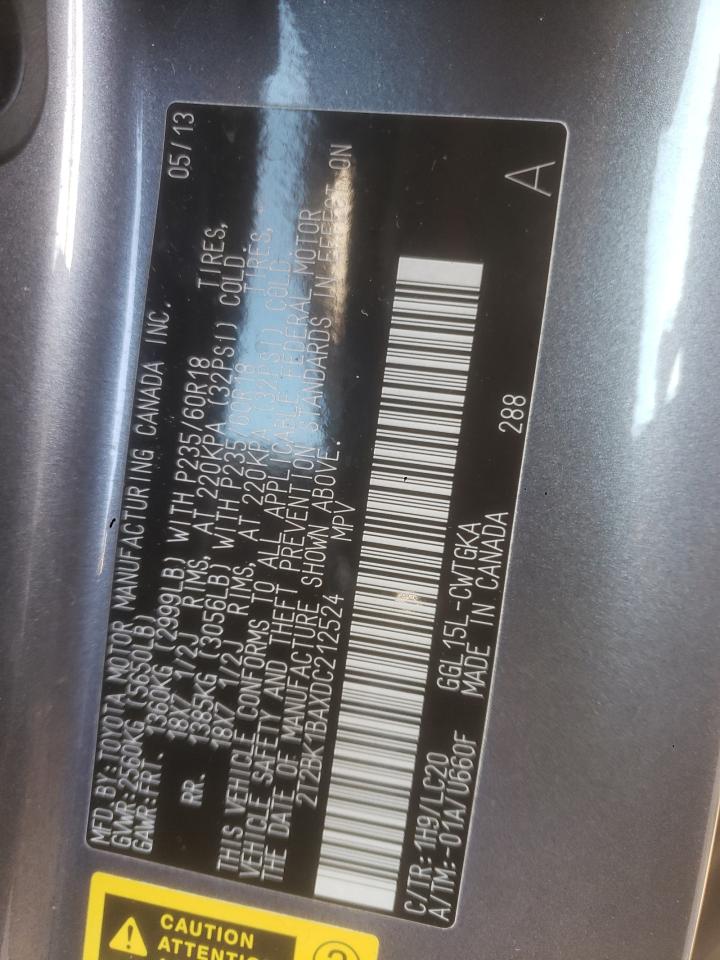 MFD. BY: TOYOTA MOTOR MANUFACTURING CANADA INC. 05/13
GVWR-2560KG (5650LB)
GAWR:FRT. 1360KG (2999LB) WITH P235/60R18 TIRES,
18X7 1/2J RIMS, AT 220KPA (32PSI) COLD.
RR. 1385KG (3056LB) WITH P235/60R18 TIRES,
18X7 1/2J RIMS, AT 220KPA (32PSI) COLD.
THIS VEHICLE CONFORMS TO ALL APPLICABLE FEDERAL MOTOR
VEHICLE SAFETY AND THEFT PREVENTION STANDARDS IN EFFECT ON
THE DATE OF MANUFACTURE SHOWN ABOVE.
2T2BK1BAXDC212524 MPV
A
C/TR:1H9/LC20 GGL15L-CWTGKA 288
A/TM:-01A/U660F MADE IN CANADA
CAUTION